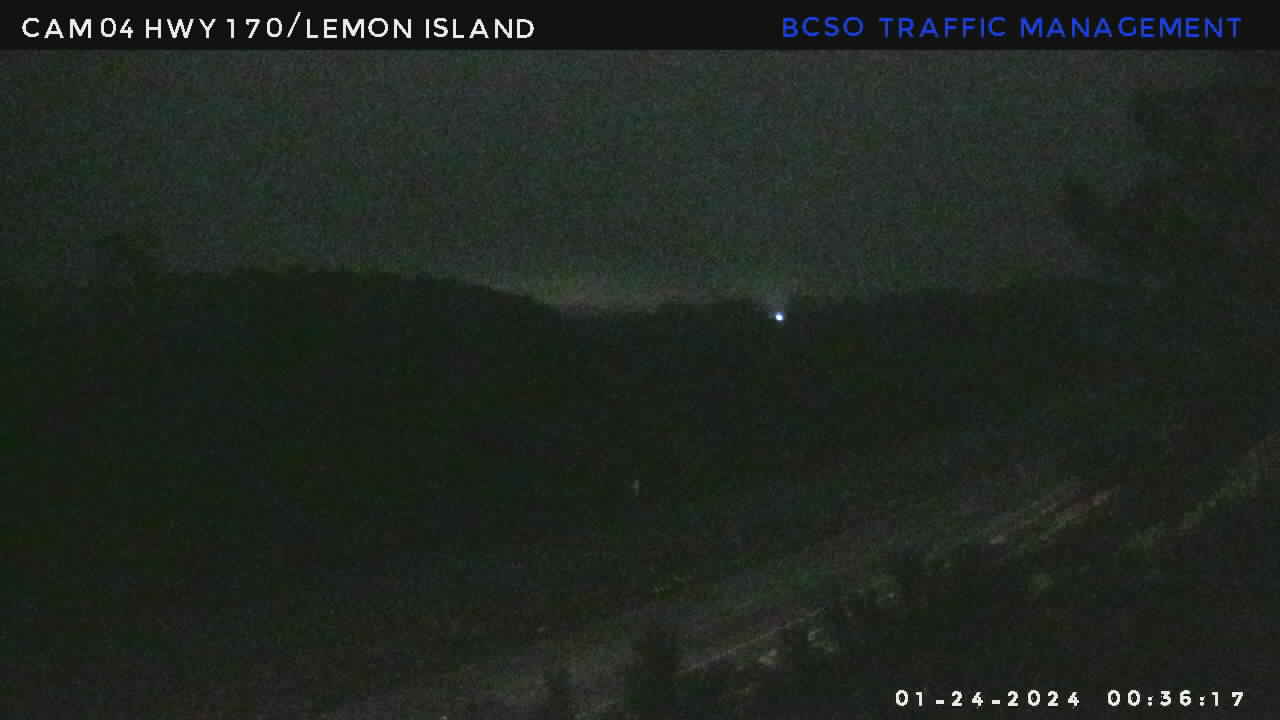 CAM04 HWY 170/LEMON ISLAND
BCSO TRAFFIC MANAGEMENT
01-24-2024 00:36:17